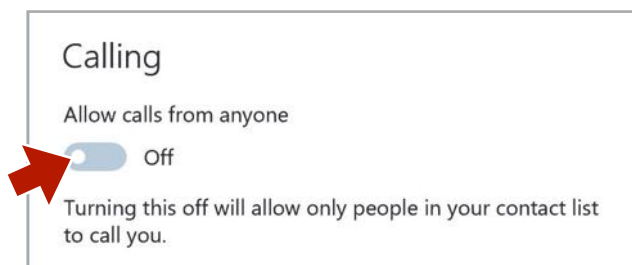 Calling
Allow calls from anyone
Off
Turning this off will allow only people in your contact list
to call you.